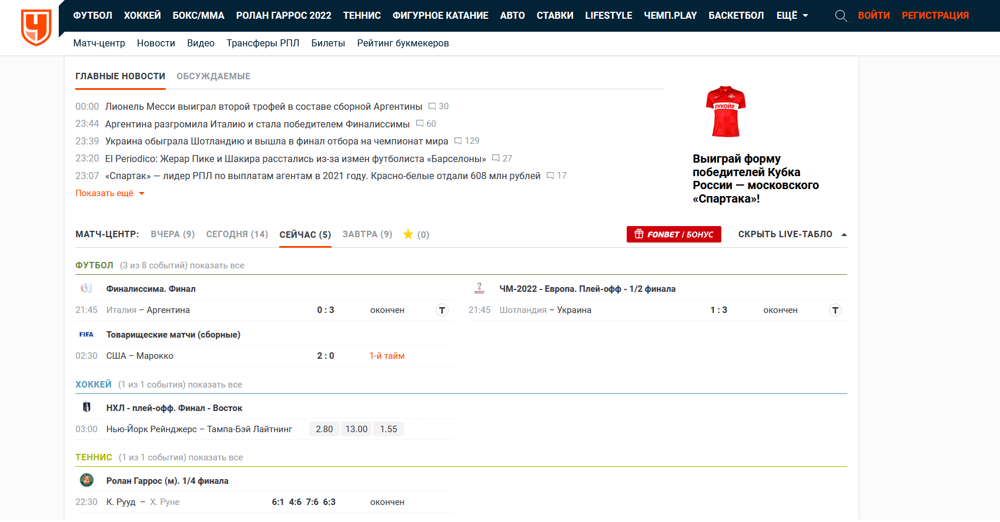 Ч
ФУТБОЛ ХОККЕЙ БОКС/ММА РОЛАН ГАРРОС 2022 ТЕННИС ФИГУРНОЕ КАТАНИЕ АВТО СТАВКИ LIFESTYLE ЧЕМП.PLAY БАСКЕТБОЛ ЕЩЁ ВОЙТИ РЕГИСТРАЦИЯ
Матч-центр Новости Видео Трансферы РПЛ Билеты Рейтинг букмекеров
ГЛАВНЫЕ НОВОСТИ ОБСУЖДАЕМЫЕ
00:00 Лионель Месси выиграл второй трофей в составе сборной Аргентины 30
23:44 Аргентина разгромила Италию и стала победителем Финалиссимы 60
23:39 Украина обыграла Шотландию и вышла в финал отбора на чемпионат мира 129
23:20 El Periodico: Жерар Пике и Шакира расстались из-за измен футболиста «Барселоны» 27
23:07 «Спартак» — лидер РПЛ по выплатам агентам в 2021 году. Красно-белые отдали 608 млн рублей 17
Показать ещё
ЛУКОЙЛ
Выиграй форму
победителей Кубка
России — московского
«Спартака»!
МАТЧ-ЦЕНТР: ВЧЕРА (9) СЕГОДНЯ (14) СЕЙЧАС (5) ЗАВТРА (9) (0) FONBET / БОНУС СКРЫТЬ LIVE-ТАБЛО
ФУТБОЛ (3 из 8 событий) показать все
Финалиссима. Финал
21:45 Италия – Аргентина 0 : 3 окончен Т
ЧМ-2022 - Европа. Плей-офф - 1/2 финала
21:45 Шотландия – Украина 1 : 3 окончен Т
FIFA Товарищеские матчи (сборные)
02:30 США – Марокко 2 : 0 1-й тайм
ХОККЕЙ (1 из 1 события) показать все
НХЛ - плей-офф. Финал - Восток
03:00 Нью-Йорк Рейнджерс – Тампа-Бэй Лайтнинг 2.80 13.00 1.55
ТЕННИС (1 из 1 события) показать все
Ролан Гаррос (м). 1/4 финала
22:30 К. Рууд – Х. Руне 6:1 4:6 7:6 6:3 окончен